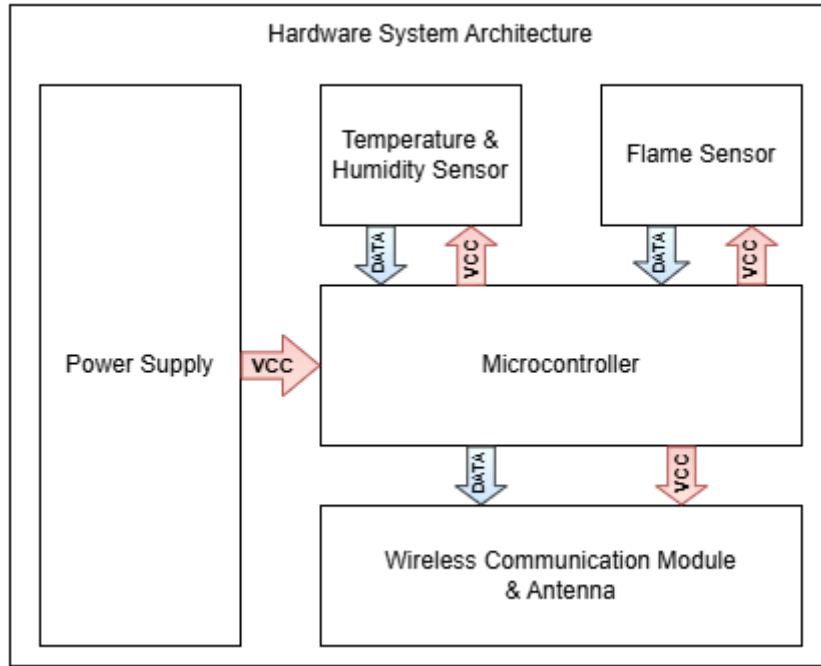 Hardware System Architecture
Temperature &
Humidity Sensor
Flame Sensor
DATA
VCC
DATA
VCC
Power Supply
VCC
Microcontroller
DATA
VCC
Wireless Communication Module
& Antenna